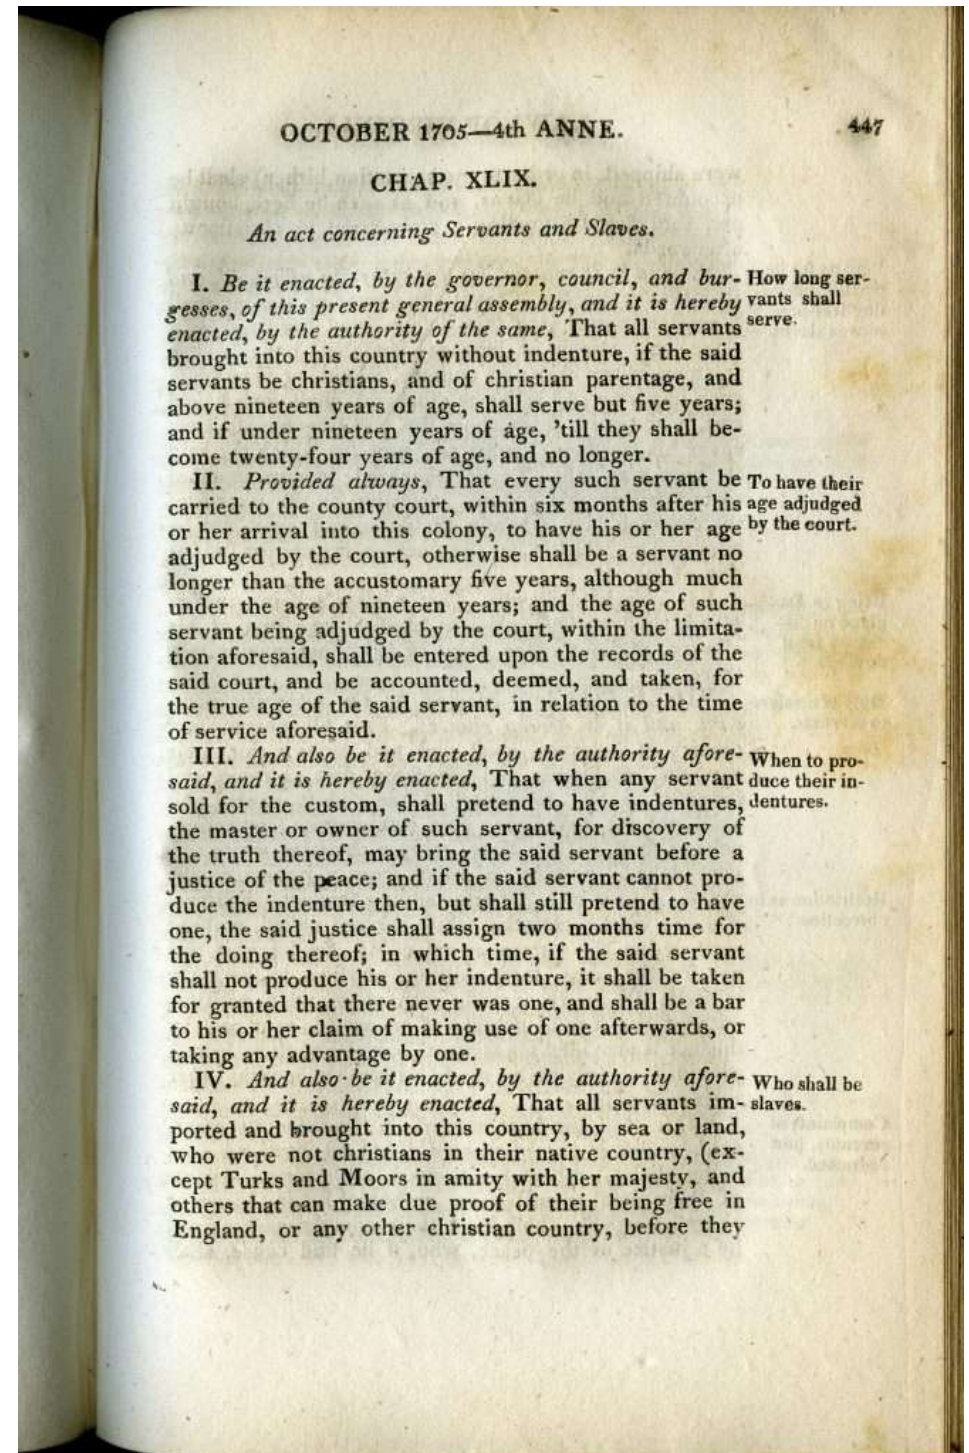 OCTOBER 1705—4th ANNE. 447
CHAP. XLIX.
An act concerning Servants and Slaves.
I. Be it enacted, by the governor, council, and bur-
gesses, of this present general assembly, and it is hereby
enacted, by the authority of the same, That all servants
brought into this country without indenture, if the said
servants be christians, and of christian parentage, and
above nineteen years of age, shall serve but five years;
and if under nineteen years of age, 'till they shall be-
come twenty-four years of age, and no longer.
How long ser-
vants shall
serve.
II. Provided always, That every such servant be
carried to the county court, within six months after his
or her arrival into this colony, to have his or her age
adjudged by the court, otherwise shall be a servant no
longer than the accustomary five years, although much
under the age of nineteen years; and the age of such
servant being adjudged by the court, within the limita-
tion aforesaid, shall be entered upon the records of the
said court, and be accounted, deemed, and taken, for
the true age of the said servant, in relation to the time
of service aforesaid.
To have their
age adjudged
by the court.
III. And also be it enacted, by the authority afore-
said, and it is hereby enacted, That when any servant
sold for the custom, shall pretend to have indentures,
the master or owner of such servant, for discovery of
the truth thereof, may bring the said servant before a
justice of the peace; and if the said servant cannot pro-
duce the indenture then, but shall still pretend to have
one, the said justice shall assign two months time for
the doing thereof; in which time, if the said servant
shall not produce his or her indenture, it shall be taken
for granted that there never was one, and shall be a bar
to his or her claim of making use of one afterwards, or
taking any advantage by one.
When to pro-
duce their in-
dentures.
IV. And also be it enacted, by the authority afore-
said, and it is hereby enacted, That all servants im-
ported and brought into this country, by sea or land,
who were not christians in their native country, (ex-
cept Turks and Moors in amity with her majesty, and
others that can make due proof of their being free in
England, or any other christian country, before they
Who shall be
slaves.